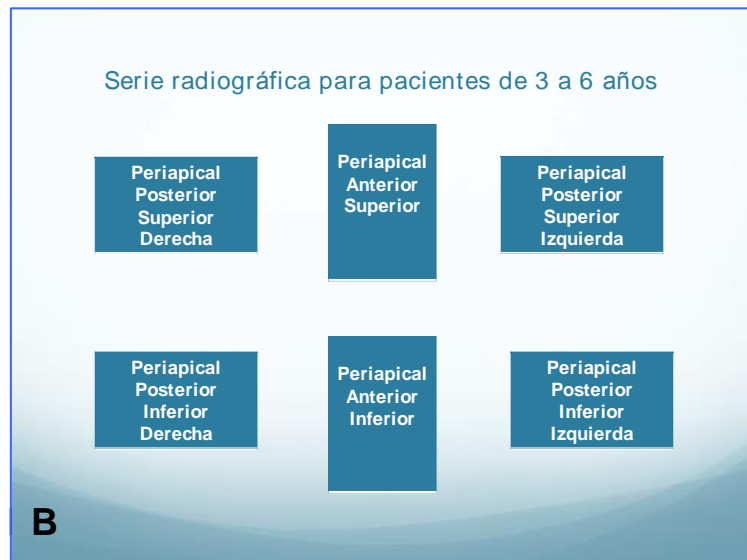 Serie radiográfica para pacientes de 3 a 6 años
Periapical
Posterior
Superior
Derecha
Periapical
Anterior
Superior
Periapical
Posterior
Superior
Izquierda
Periapical
Posterior
Inferior
Derecha
Periapical
Anterior
Inferior
Periapical
Posterior
Inferior
Izquierda
B